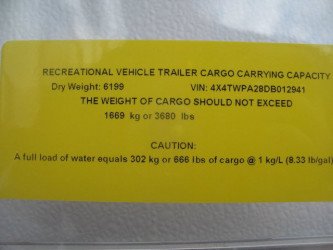 RECREATIONAL VEHICLE TRAILER CARGO CARRYING CAPACITY
Dry Weight: 6199 VIN: 4X4TWPA28DB012941
THE WEIGHT OF CARGO SHOULD NOT EXCEED
1669 kg or 3680 lbs
CAUTION:
A full load of water equals 302 kg or 666 lbs of cargo @ 1 kg/L (8.33 lb/gal)